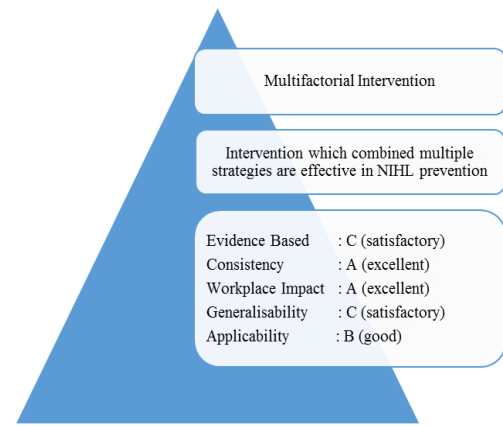 Multifactorial Intervention
Intervention which combined multiple
strategies are effective in NIHL prevention
Evidence Based : C (satisfactory)
Consistency : A (excellent)
Workplace Impact : A (excellent)
Generalisability : C (satisfactory)
Applicability : B (good)